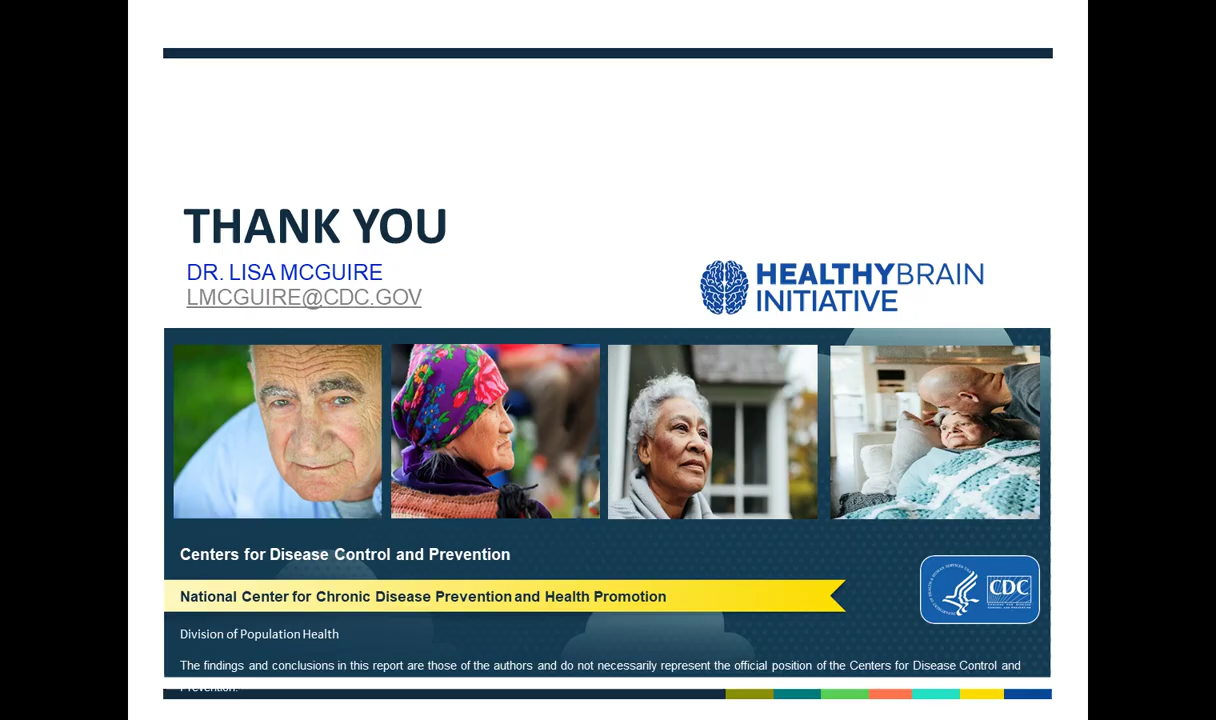 THANK YOU
DR. LISA MCGUIRE
LMCGUIRE@CDC.GOV
HEALTHYBRAIN
INITIATIVE
Centers for Disease Control and Prevention
National Center for Chronic Disease Prevention and Health Promotion
CDC
Division of Population Health
The findings and conclusions in this report are those of the authors and do not necessarily represent the official position of the Centers for Disease Control and
Prevention.